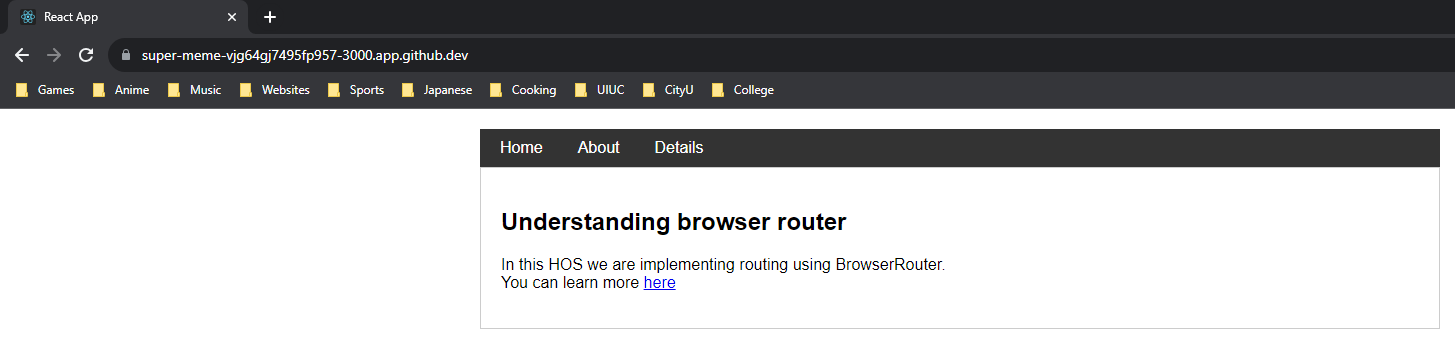 React App
super-meme-vjg64gj7495fp957-3000.app.github.dev
Games Anime Music Websites Sports Japanese Cooking UIUC CityU College
Home About Details
Understanding browser router
In this HOS we are implementing routing using BrowserRouter.
You can learn more here